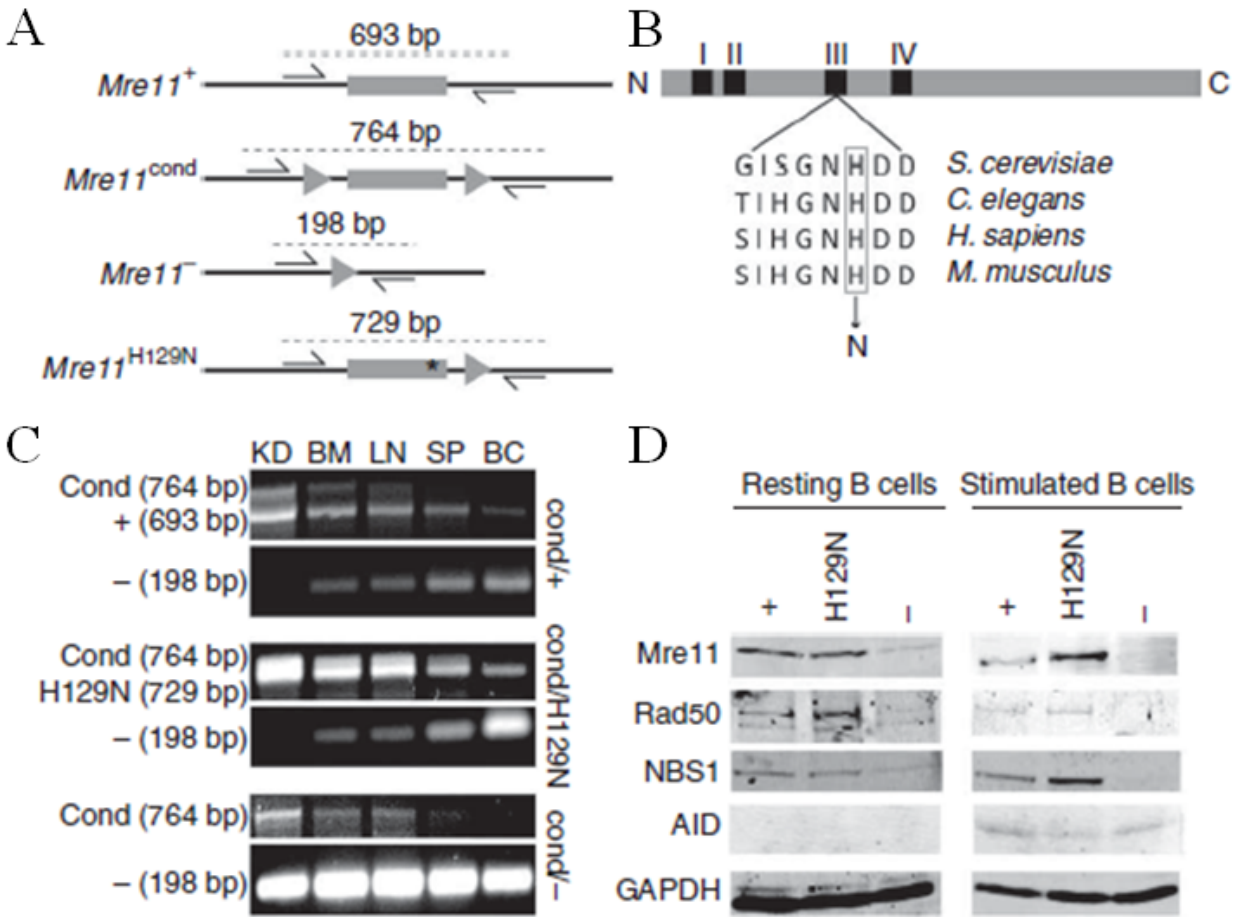 A
693 bp
Mre11+
764 bp
Mre11cond
198 bp
Mre11–
729 bp
Mre11H129N
*
B
I II III IV
N C
G I S G N H D D S. cerevisiae
T I H G N H D D C. elegans
S I H G N H D D H. sapiens
S I H G N H D D M. musculus
N
C
KD BM LN SP BC
Cond (764 bp)
+ (693 bp)
– (198 bp)
cond/+
Cond (764 bp)
H129N (729 bp)
– (198 bp)
cond/H129N
Cond (764 bp)
– (198 bp)
cond/–
D
Resting B cells Stimulated B cells
+ H129N – + H129N –
Mre11
Rad50
NBS1
AID
GAPDH